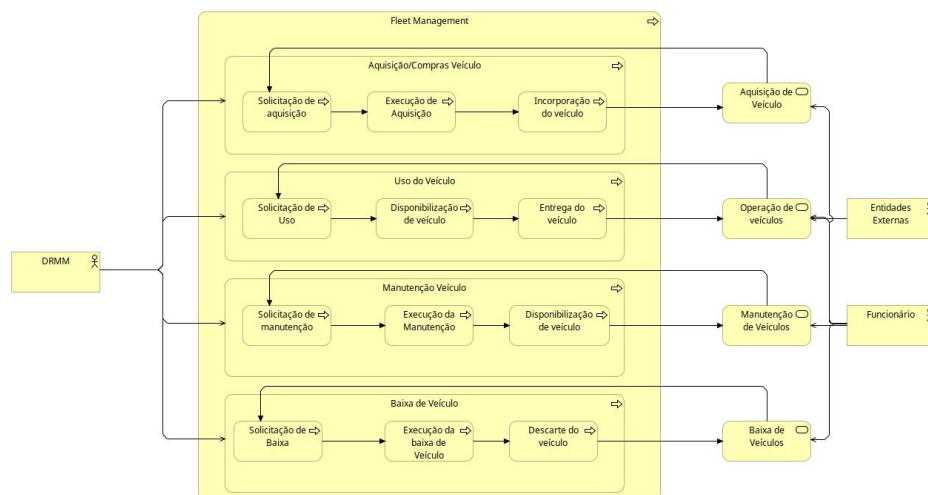 Fleet Management
Aquisição/Compras Veículo
Solicitação de
aquisição
Execução de
Aquisição
Incorporação
do veículo
Aquisição de
Veículo
Uso do Veículo
Solicitação de
Uso
Disponibilização
de veículo
Entrega do
veículo
Operação de
veículos
Entidades
Externas
DRMM
Manutenção Veículo
Solicitação de
manutenção
Execução da
Manutenção
Disponibilização
de veículo
Manutenção
de Veículos
Funcionário
Baixa de Veículo
Solicitação de
Baixa
Execução da
baixa de
Veículo
Descarte do
veículo
Baixa de
Veículos